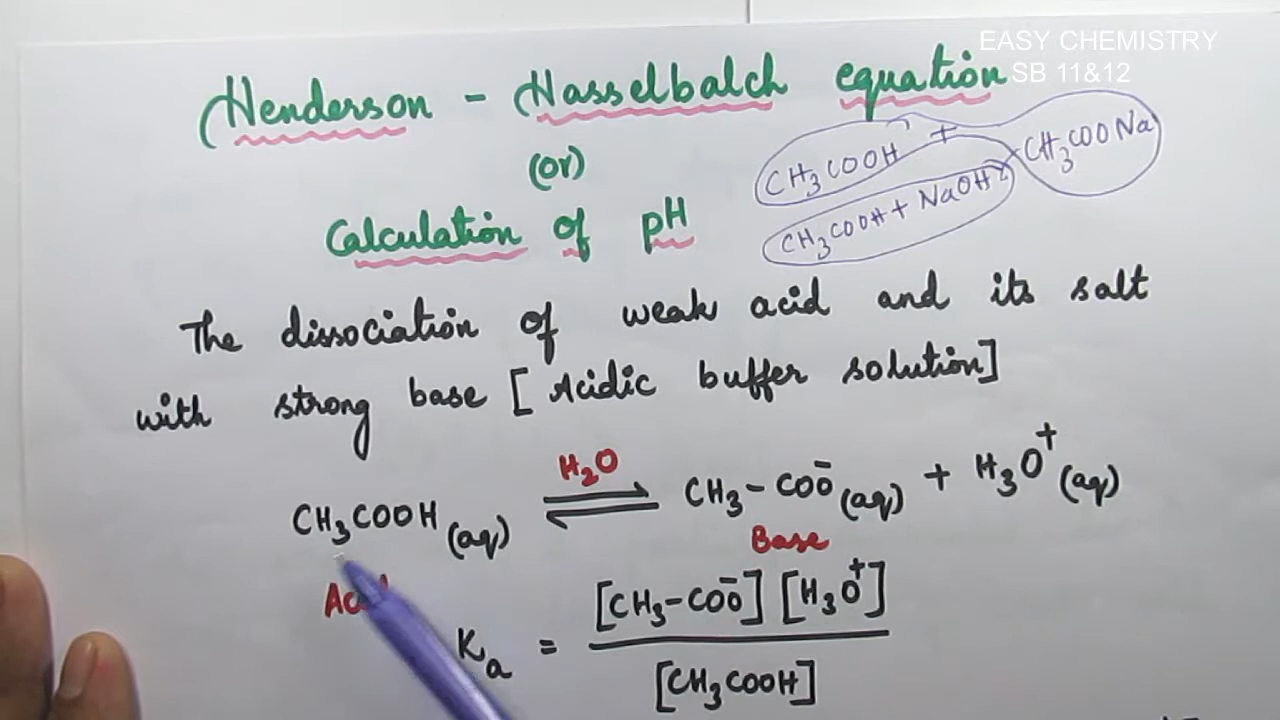 EASY CHEMISTRY
SB 11&12
Henderson - Hasselbalch equation
(or)
Calculation of pH
CH₃COOH + CH₃COONa
CH₃COOH + NaOH
The dissociation of weak acid and its salt
with strong base [Acidic buffer solution]
H₂O
CH₃COOH(aq) ⇌ CH₃-COO⁻(aq) + H₃O⁺(aq)
Base
[CH₃-COO⁻] [H₃O⁺]
Kₐ =
[CH₃COOH]